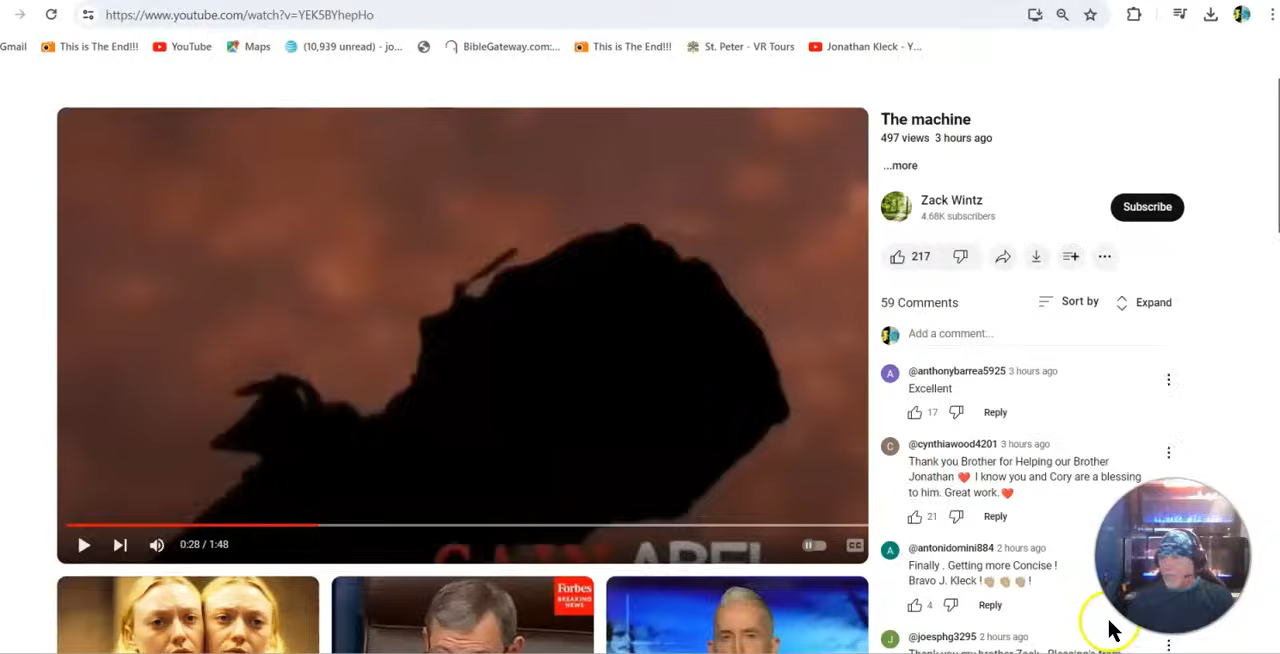 https://www.youtube.com/watch?v=YEK5BYhepHo
Gmail
This is The End!!!
YouTube
Maps
(10,939 unread) - jo...
BibleGateway.com:...
This is The End!!!
St. Peter - VR Tours
Jonathan Kleck - Y...
The machine
497 views 3 hours ago
...more
Zack Wintz
4.68K subscribers
Subscribe
217
59 Comments
Sort by
Expand
Add a comment...
@anthonybarrea5925 3 hours ago
Excellent
17
Reply
@cynthiawood4201 3 hours ago
Thank you Brother for Helping our Brother
Jonathan ❤️ I know you and Cory are a blessing
to him. Great work.❤️
21
Reply
@antonidomini884 2 hours ago
Finally . Getting more Concise !
Bravo J. Kleck !👏🏼👏🏼👏🏼!
4
Reply
@joesphg3295 2 hours ago
0:28 / 1:48
CC
CAIN ABEL
Forbes
BREAKING
NEWS